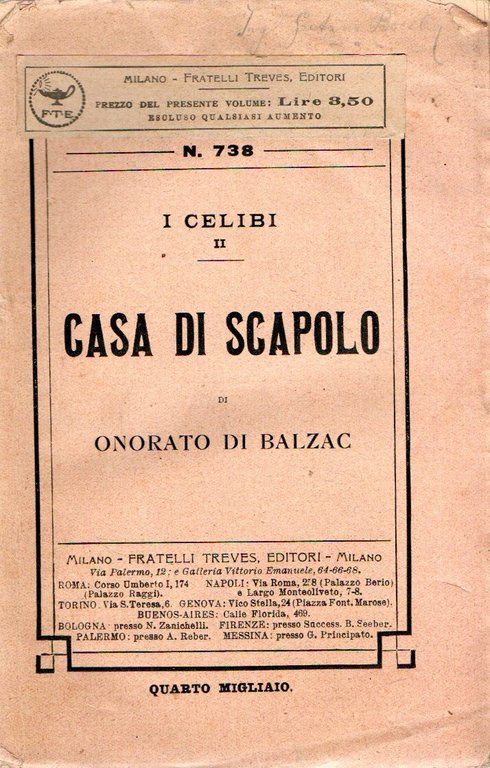 F·T·E
MILANO - FRATELLI TREVES, EDITORI
PREZZO DEL PRESENTE VOLUME: Lire 3,50
ESCLUSO QUALSIASI AUMENTO
N. 738
I CELIBI
II
CASA DI SCAPOLO
DI
ONORATO DI BALZAC
MILANO - FRATELLI TREVES, EDITORI - MILANO
Via Palermo, 12; e Galleria Vittorio Emanuele, 64-66-68.
ROMA: Corso Umberto I, 174 NAPOLI: Via Roma, 258 (Palazzo Berio)
(Palazzo Raggi). e Largo Monteoliveto, 7-8.
TORINO. Via S. Teresa, 6. GENOVA: Vico Stella, 24 (Piazza Font. Marose).
BUENOS-AIRES: Calle Florida, 469.
BOLOGNA: presso N. Zanichelli. FIRENZE: presso Success. B. Seeber.
PALERMO: presso A. Reber. MESSINA: presso G. Principato.
QUARTO MIGLIAIO.